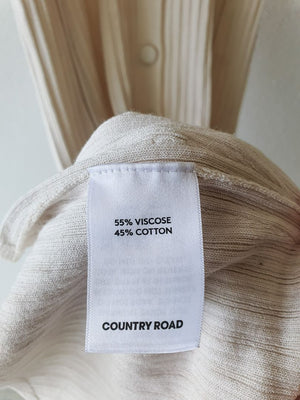 55% VISCOSE
45% COTTON
COUNTRY ROAD